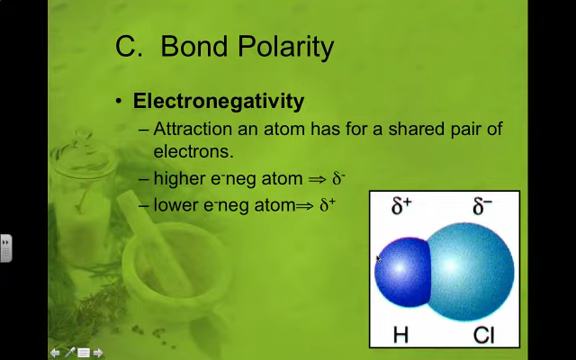 C. Bond Polarity
• Electronegativity
– Attraction an atom has for a shared pair of
electrons.
– higher e⁻neg atom ⇒ δ⁻
– lower e⁻neg atom⇒ δ⁺
δ⁺ δ⁻
H Cl